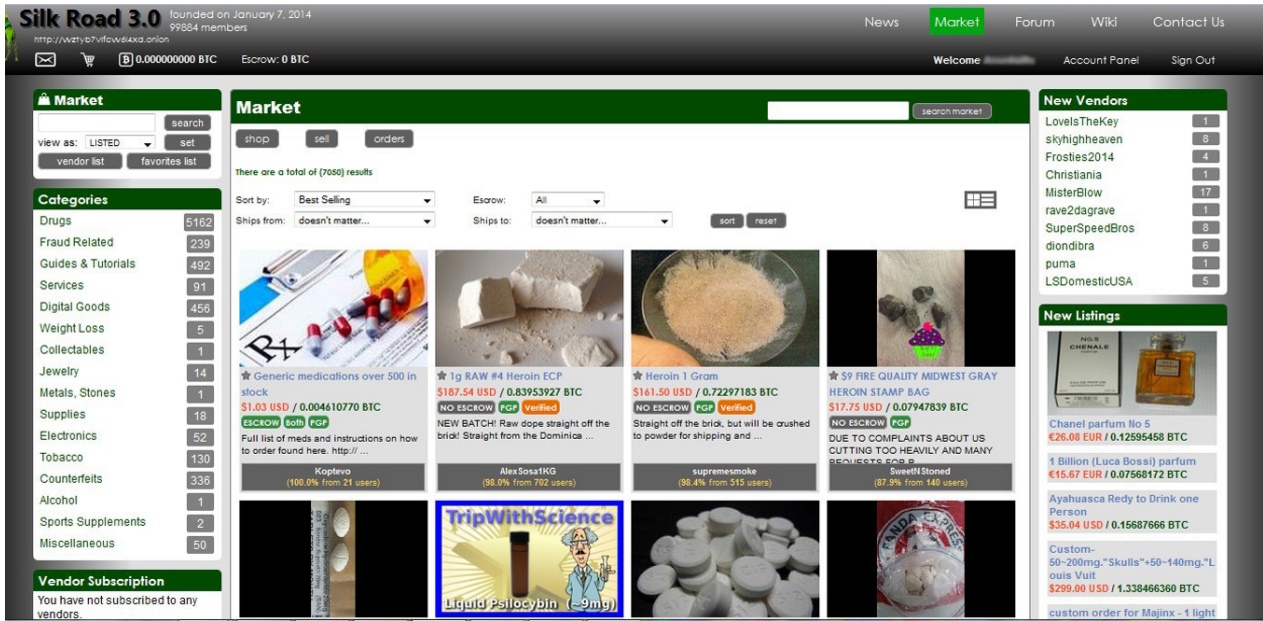 Silk Road 3.0
founded on January 7, 2014
99884 members
News
Market
Forum
Wiki
Contact Us
0.000000000 BTC
Escrow: 0 BTC
Welcome
Account Panel
Sign Out
Market
search
view as:
LISTED
set
vendor list
favorites list
Categories
Drugs
5162
Fraud Related
239
Guides & Tutorials
492
Services
91
Digital Goods
456
Weight Loss
5
Collectables
1
Jewelry
14
Metals, Stones
1
Supplies
18
Electronics
52
Tobacco
130
Counterfeits
336
Alcohol
1
Sports Supplements
2
Miscellaneous
50
Vendor Subscription
You have not subscribed to any
vendors.
Market
search market
shop
sell
orders
There are a total of (7050) results
Sort by:
Best Selling
Escrow:
All
Ships from:
doesn't matter...
Ships to:
doesn't matter...
sort
reset
Rx
Generic medications over 500 in
stock
$1.03 USD / 0.004610770 BTC
ESCROW Both PGP
Full list of meds and instructions on how
to order found here. http:// ...
Koptevo
(100.0% from 21 users)
1g RAW #4 Heroin ECP
$187.54 USD / 0.83953927 BTC
NO ESCROW PGP Verified
NEW BATCH! Raw dope straight off the
brick! Straight from the Dominica ...
AlexSosa1KG
(98.0% from 702 users)
Heroin 1 Gram
$161.50 USD / 0.72297183 BTC
NO ESCROW PGP Verified
Straight off the brick, but will be crushed
to powder for shipping and ...
supremesmoke
(98.4% from 515 users)
$9 FIRE QUALITY MIDWEST GRAY
HEROIN STAMP BAG
$17.75 USD / 0.07947839 BTC
NO ESCROW PGP
DUE TO COMPLAINTS ABOUT US
CUTTING TOO HEAVILY AND MANY
REQUESTS FOR
SweetNStoned
(87.9% from 140 users)
TripWithScience
Liquid Psilocybin (~9mg)
PANDA EXPRESS
New Vendors
LoveIsTheKey
1
skyhighheaven
8
Frosties2014
4
Christiania
1
MisterBlow
17
rave2dagrave
1
SuperSpeedBros
8
diondibra
6
puma
1
LSDomesticUSA
5
New Listings
NO.5
CHENALE
Chanel parfum No 5
€26.08 EUR / 0.12595458 BTC
1 Billion (Luca Bossi) parfum
€15.67 EUR / 0.07568172 BTC
Ayahuasca Redy to Drink one
Person
$35.04 USD / 0.15687666 BTC
Custom-
50~200mg."Skulls"+50~140mg."L
ouis Vuit
$299.00 USD / 1.338466360 BTC
custom order for Majinx - 1 light